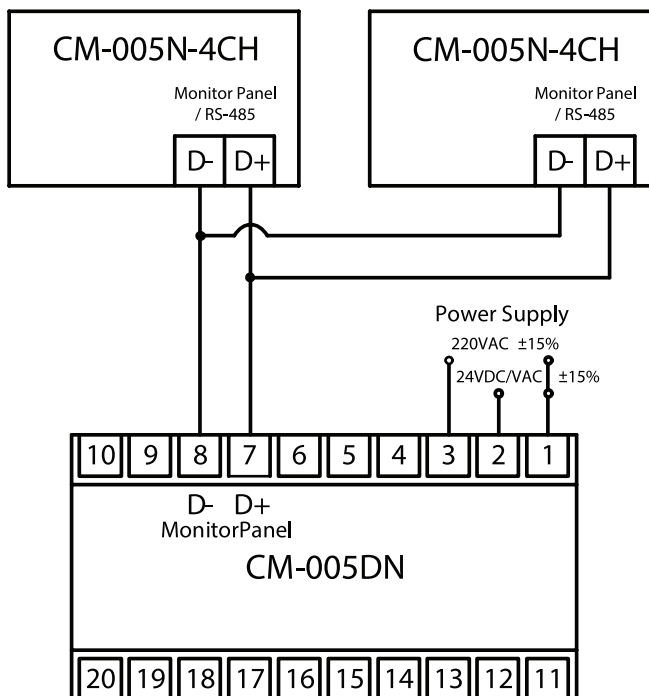 CM-005N-4CH
Monitor Panel
/ RS-485
D- D+
CM-005N-4CH
Monitor Panel
/ RS-485
D- D+
Power Supply
220VAC ±15%
24VDC/VAC ±15%
10 9 8 7 6 5 4 3 2 1
D- D+
MonitorPanel
CM-005DN
20 19 18 17 16 15 14 13 12 11